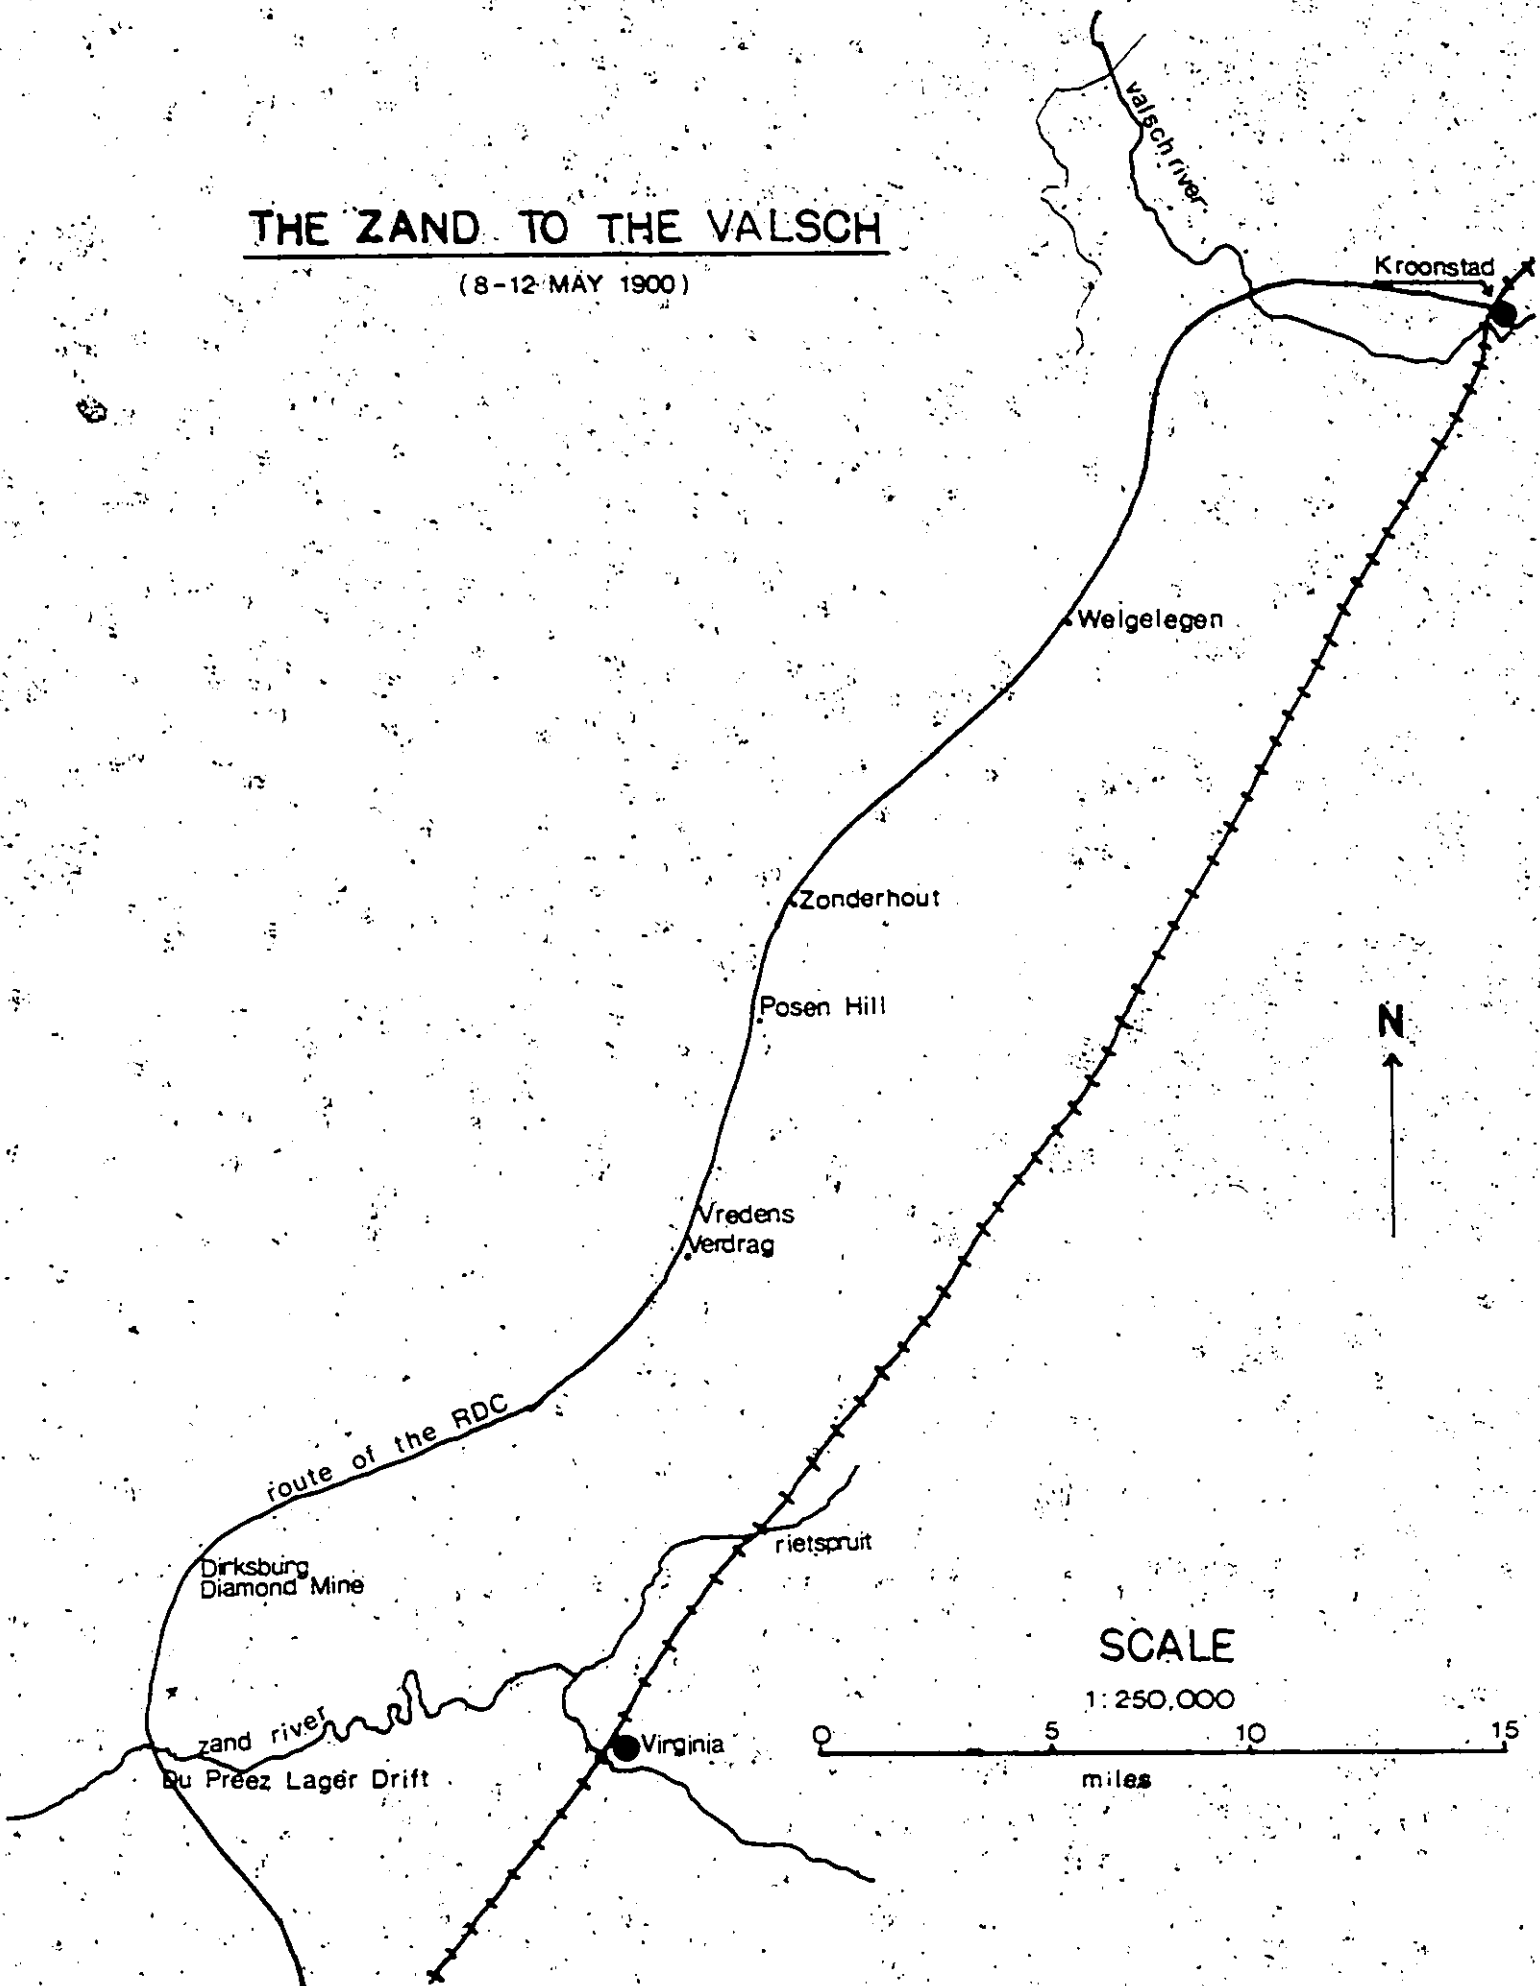 valsch river
THE ZAND TO THE VALSCH
(8-12 MAY 1900)
Kroonstad
Welgelegen
Zonderhout
Posen Hill
N
Vredens
Verdrag
route of the RDC
rietspruit
Dirksburg
Diamond Mine
SCALE
1:250,000
zand river
Virginia
0 5 10 15
miles
Du Preez Lager Drift